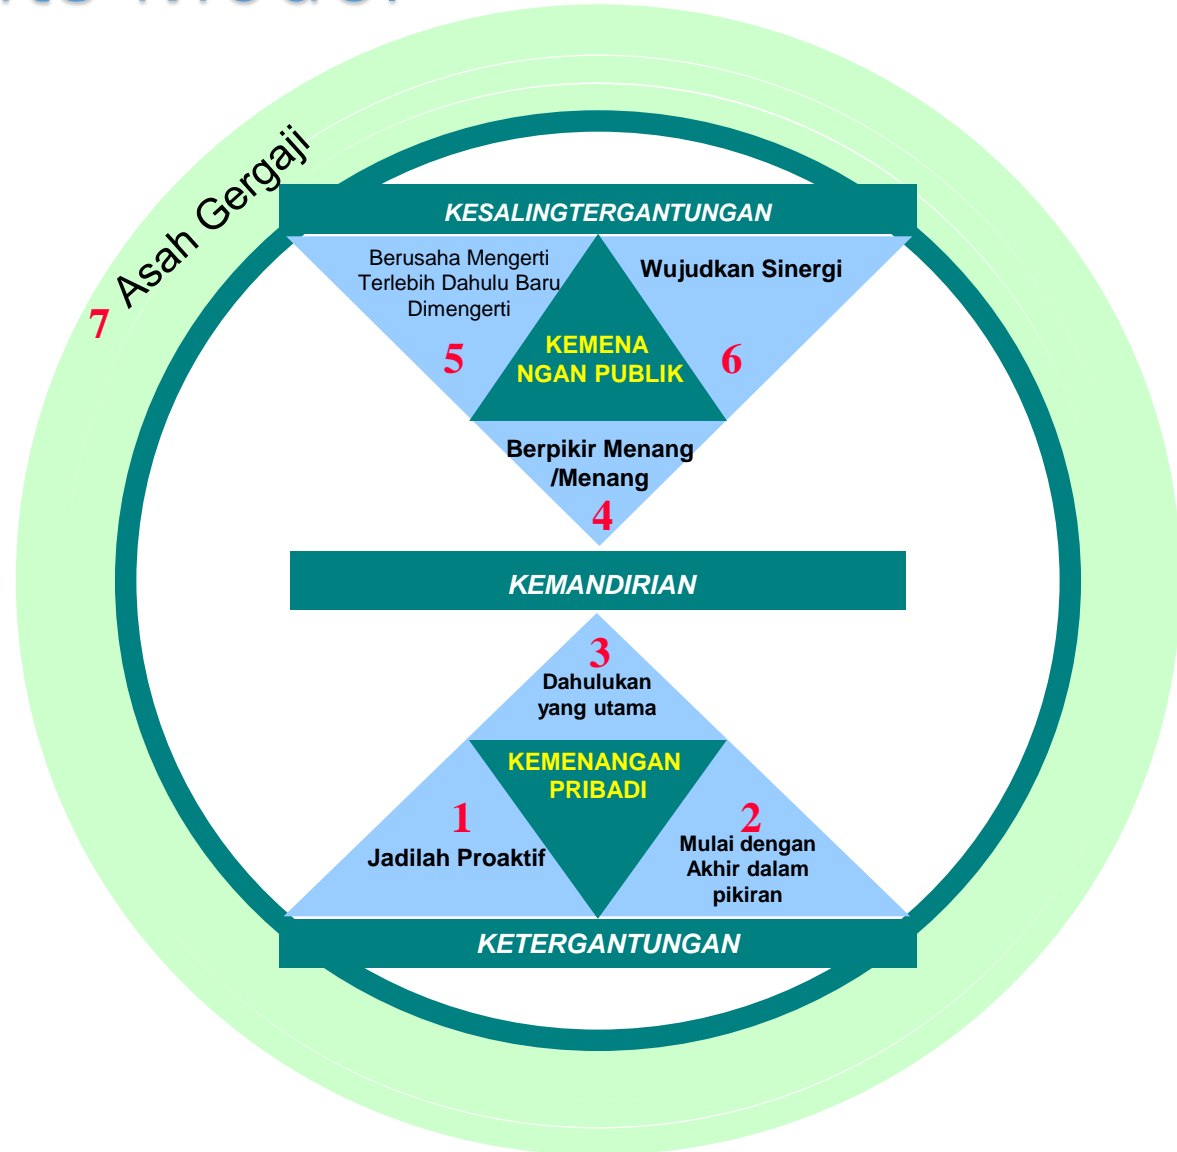 Model
7 Asah Gergaji
KESALINGTERGANTUNGAN
Berusaha Mengerti
Terlebih Dahulu Baru
Dimengerti
5
Wujudkan Sinergi
6
KEMENA
NGAN PUBLIK
Berpikir Menang
/Menang
4
KEMANDIRIAN
3
Dahulukan
yang utama
KEMENANGAN
PRIBADI
1
Jadilah Proaktif
2
Mulai dengan
Akhir dalam
pikiran
KETERGANTUNGAN